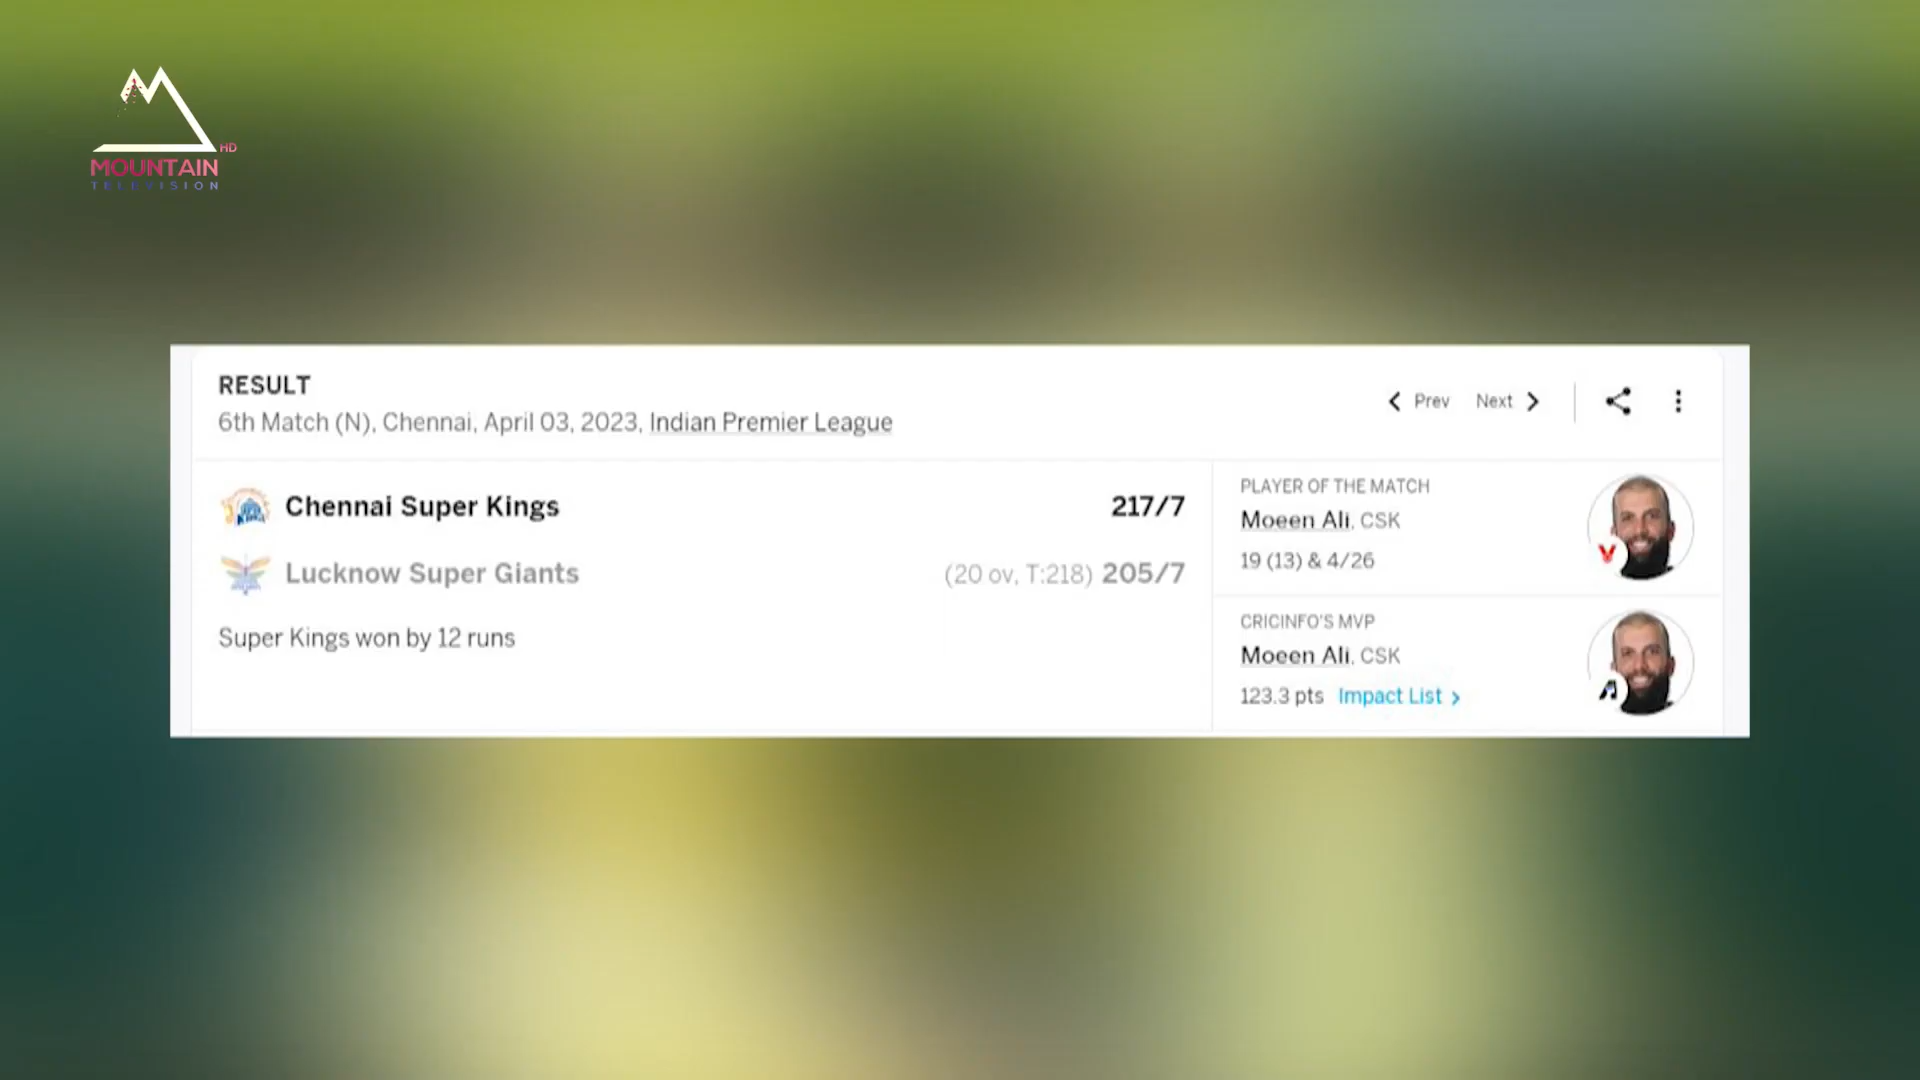 HD
MOUNTAIN
TELEVISION
RESULT
6th Match (N), Chennai, April 03, 2023, Indian Premier League
Prev Next
Chennai Super Kings 217/7
Lucknow Super Giants (20 ov, T:218) 205/7
Super Kings won by 12 runs
PLAYER OF THE MATCH
Moeen Ali, CSK
19 (13) & 4/26
CRICINFO'S MVP
Moeen Ali, CSK
123.3 pts Impact List